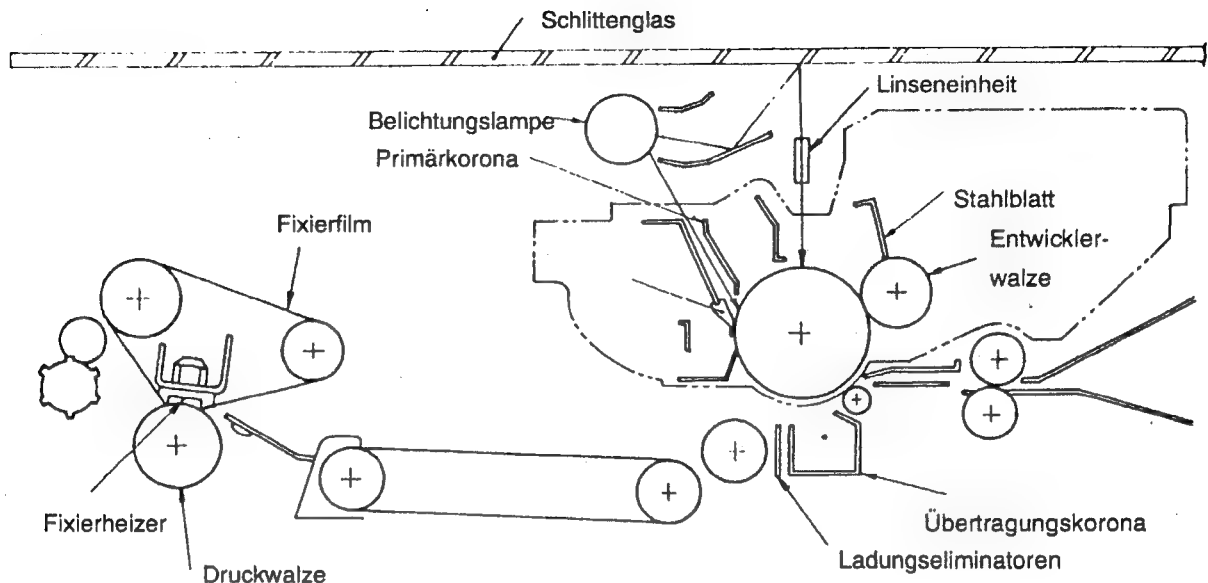 Schlittenglas
Linseneinheit
Belichtungslampe
Primärkorona
Stahlblatt
Entwickler-
walze
Fixierfilm
Fixierheizer
Übertragungskorona
Ladungseliminatoren
Druckwalze